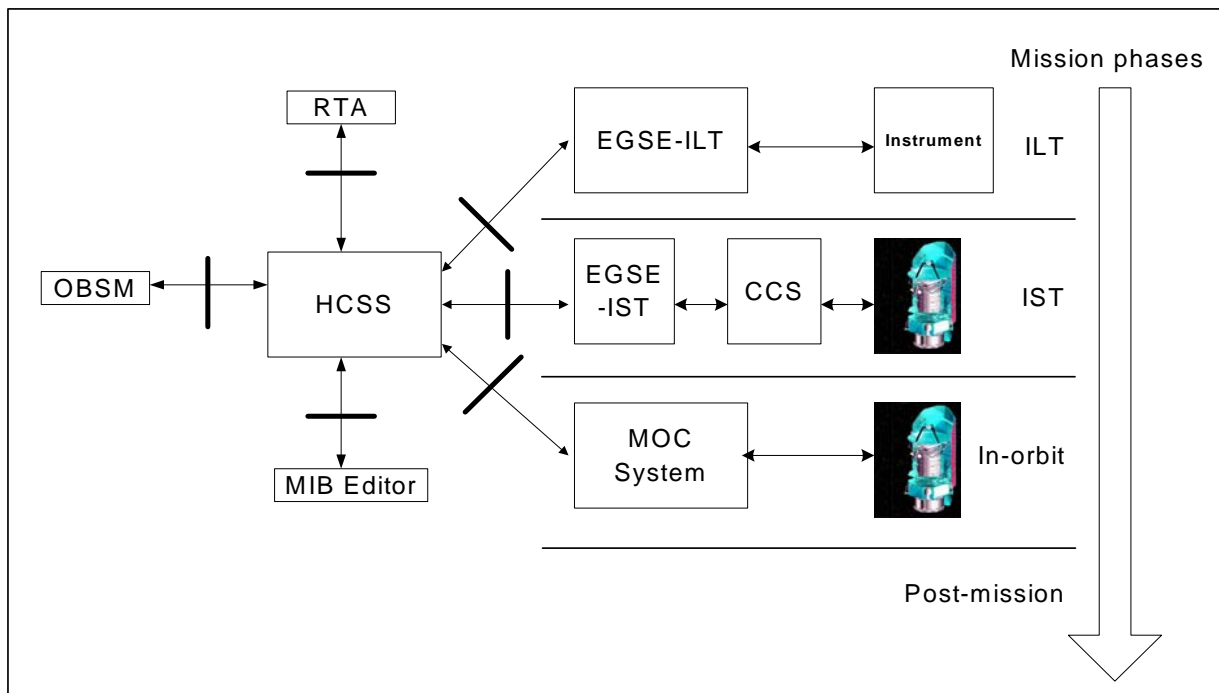 Mission phases
RTA
EGSE-ILT
Instrument
ILT
OBSM
HCSS
EGSE
-IST
CCS
IST
MOC
System
In-orbit
MIB Editor
Post-mission